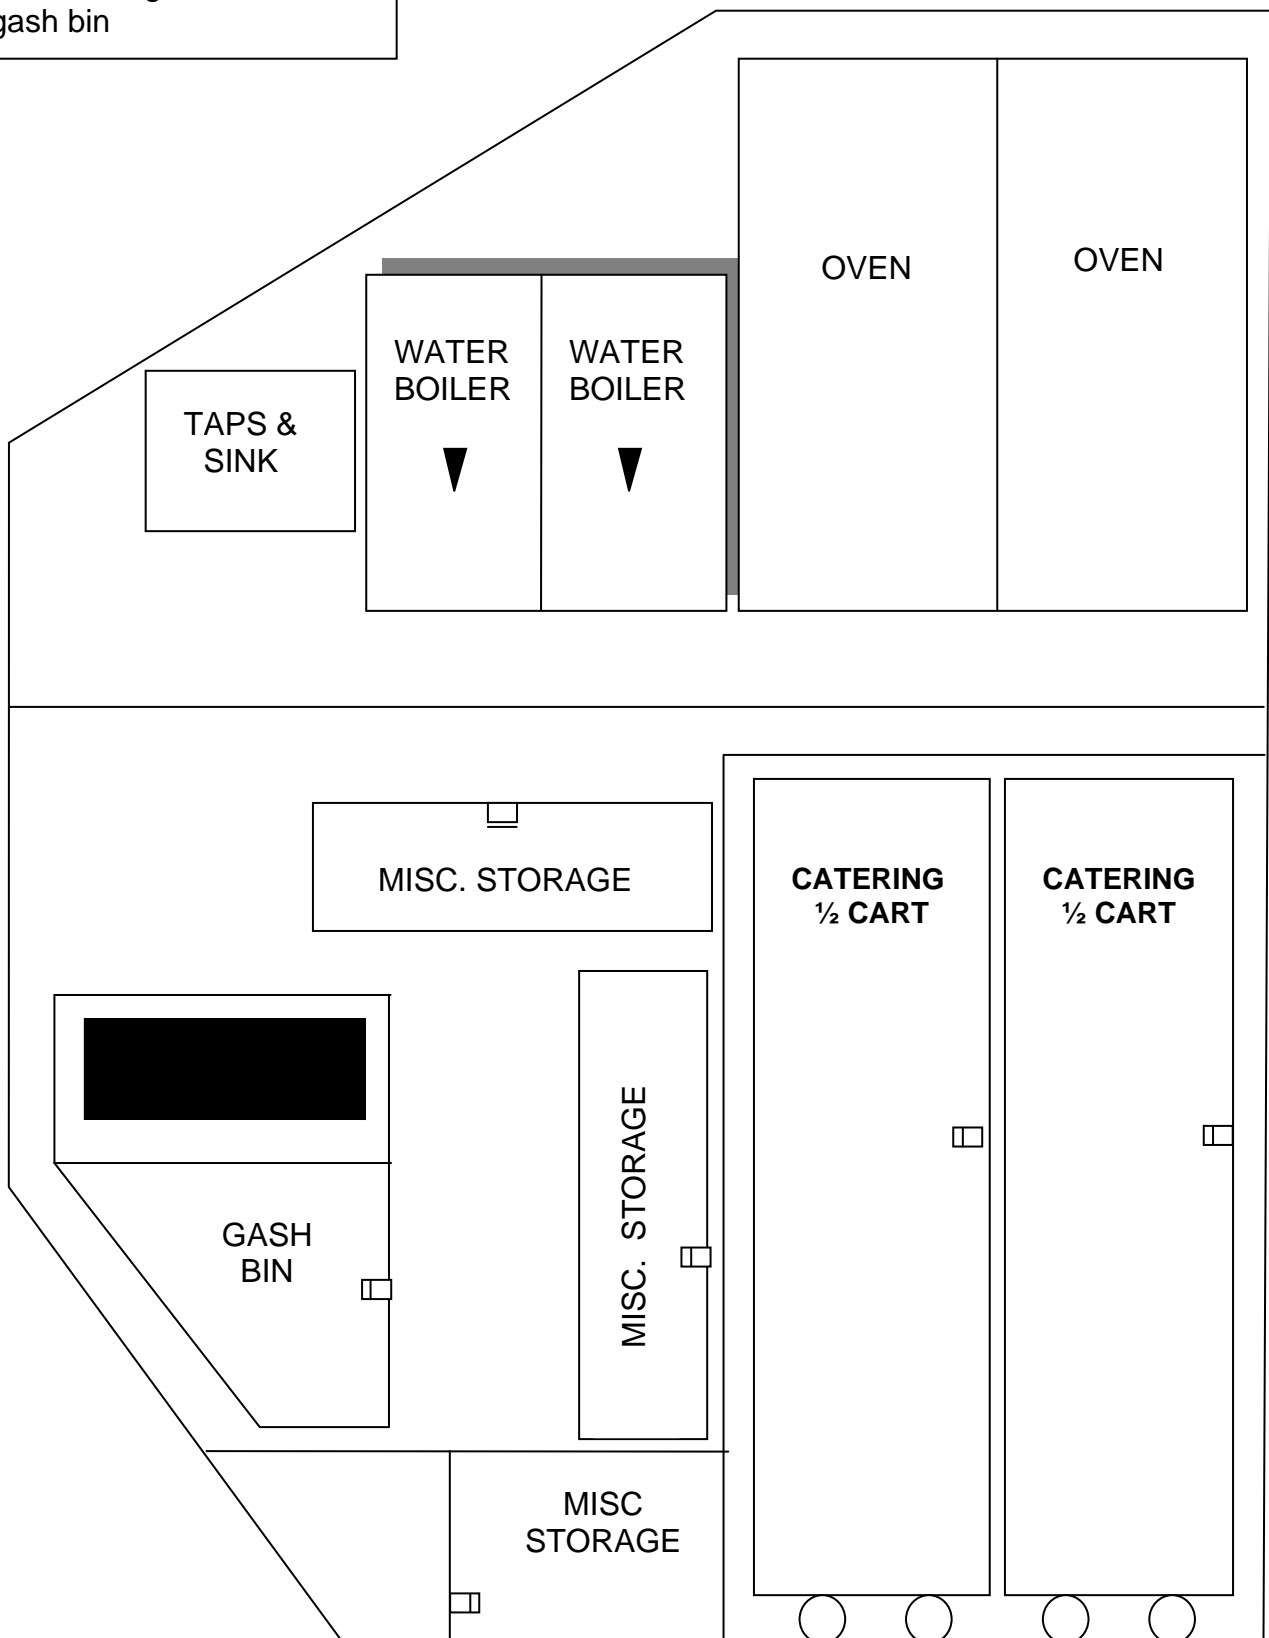 gash bin
OVEN
OVEN
WATER
BOILER
WATER
BOILER
TAPS &
SINK
MISC. STORAGE
CATERING
½ CART
CATERING
½ CART
MISC. STORAGE
GASH
BIN
MISC
STORAGE